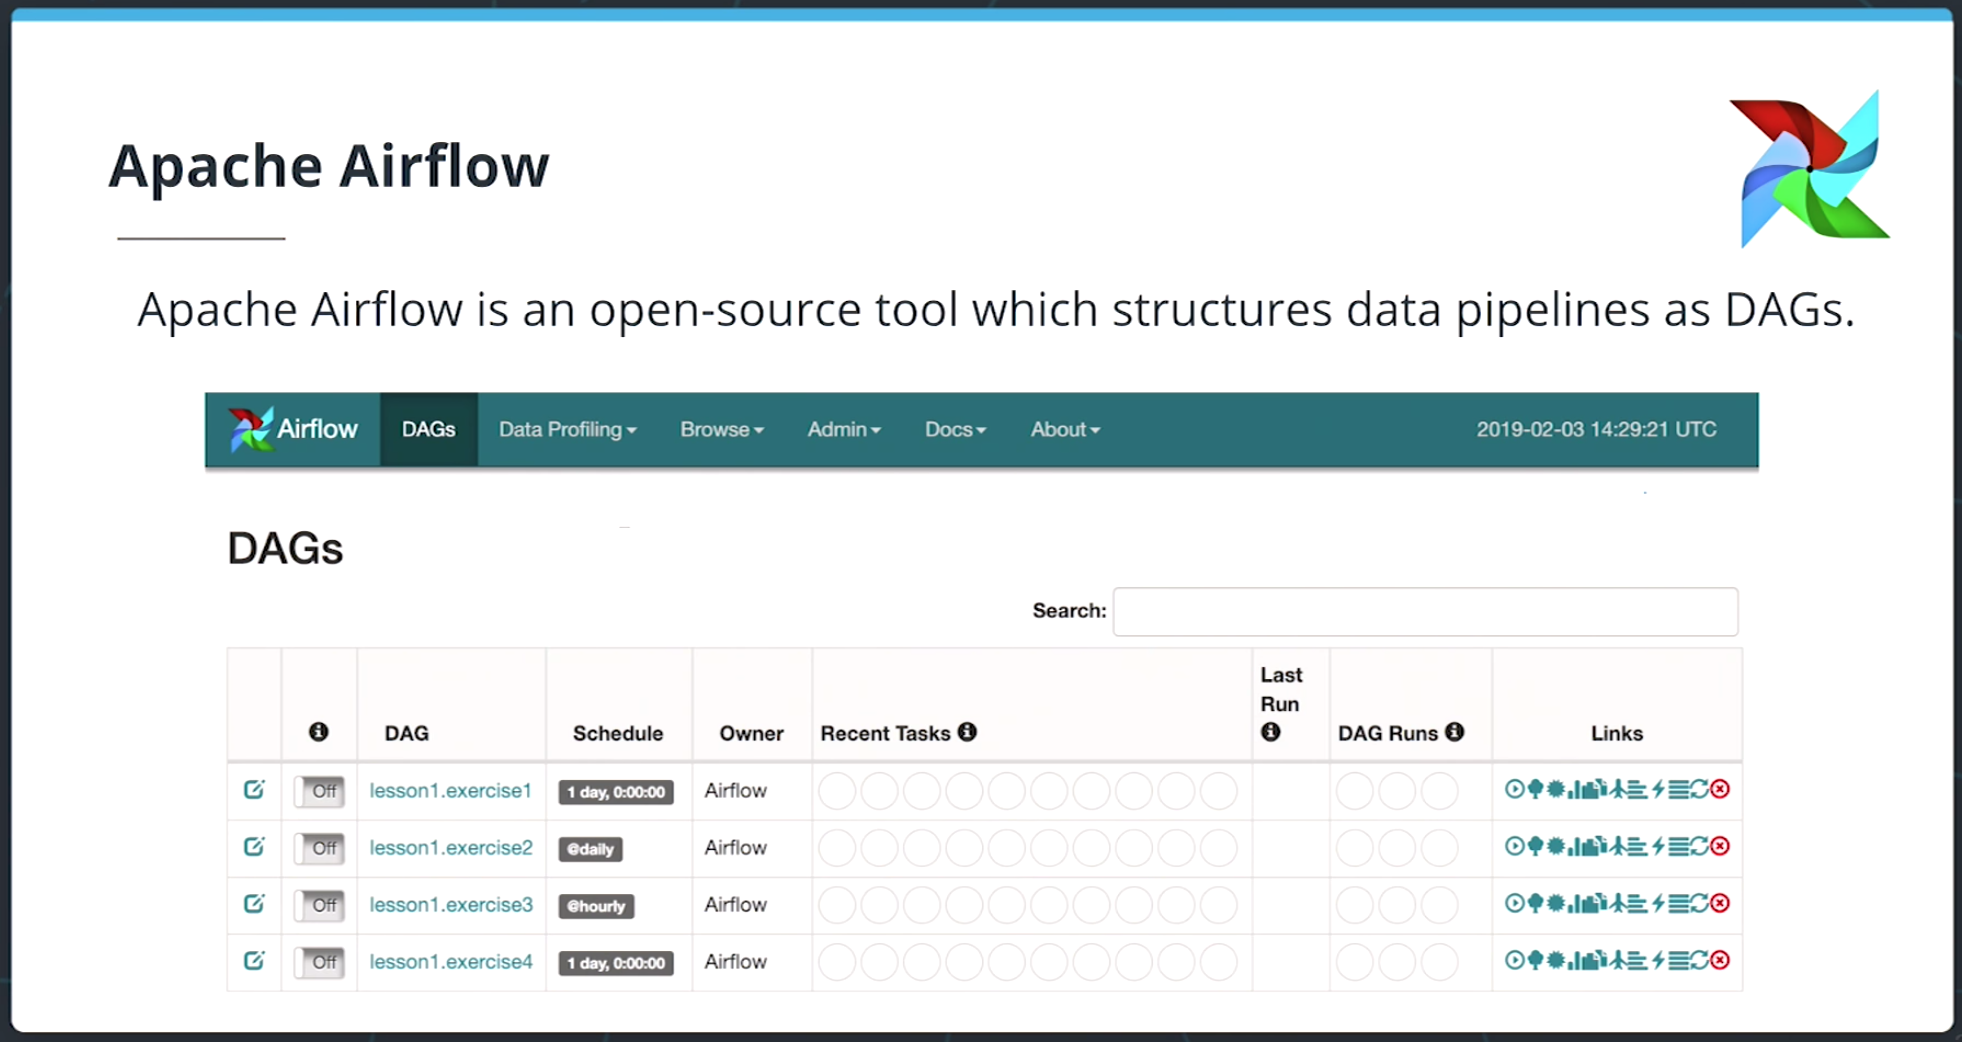 Apache Airflow
Apache Airflow is an open-source tool which structures data pipelines as DAGs.
Airflow DAGs Data Profiling Browse Admin Docs About 2019-02-03 14:29:21 UTC
DAGs
Search:
DAG Schedule Owner Recent Tasks Last Run DAG Runs Links
Off lesson1.exercise1 1 day, 0:00:00 Airflow
Off lesson1.exercise2 @daily Airflow
Off lesson1.exercise3 @hourly Airflow
Off lesson1.exercise4 1 day, 0:00:00 Airflow